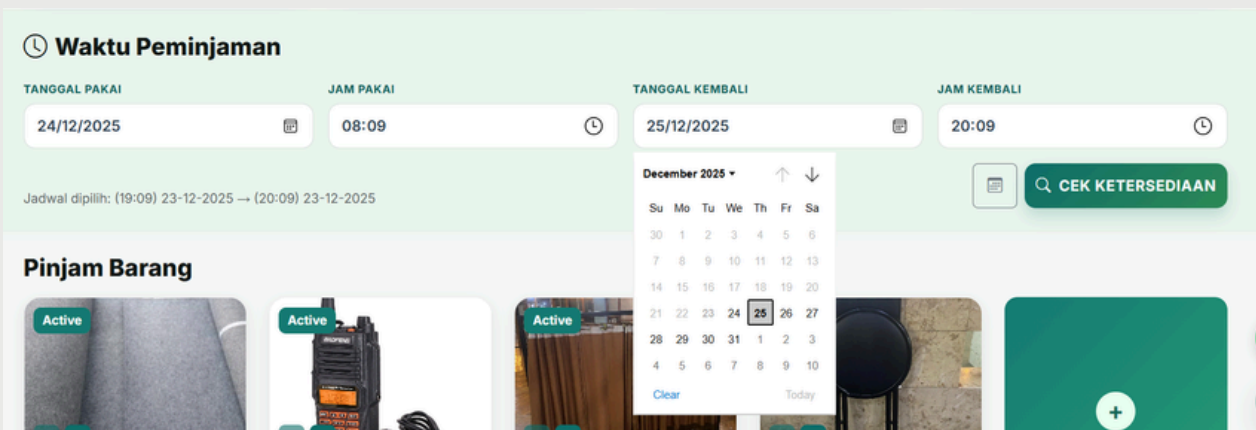 Waktu Peminjaman
TANGGAL PAKAI JAM PAKAI TANGGAL KEMBALI JAM KEMBALI
24/12/2025 08:09 25/12/2025 20:09
Jadwal dipilih: (19:09) 23-12-2025 → (20:09) 23-12-2025
CEK KETERSEDIAAN
December 2025
Su Mo Tu We Th Fr Sa
30 1 2 3 4 5 6
7 8 9 10 11 12 13
14 15 16 17 18 19 20
21 22 23 24 25 26 27
28 29 30 31 1 2 3
4 5 6 7 8 9 10
Clear Today
Pinjam Barang
Active Active Active
BAOFENG
+